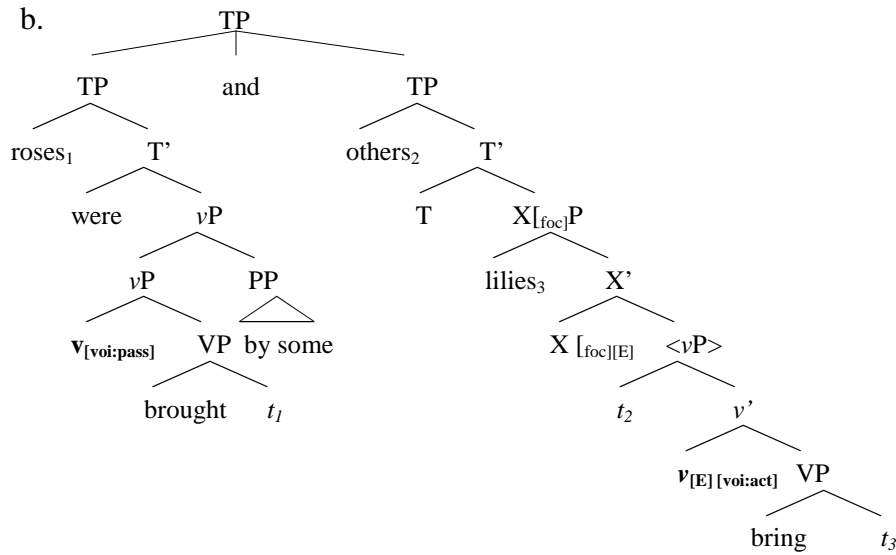 b.
TP
TP and TP
roses₁ T’ others₂ T’
were vP T X[foc]P
vP PP lilies₃ X’
v[voi:pass] VP by some X [foc][E] <vP>
brought t₁ t₂ v’
v[E] [voi:act] VP
bring t₃